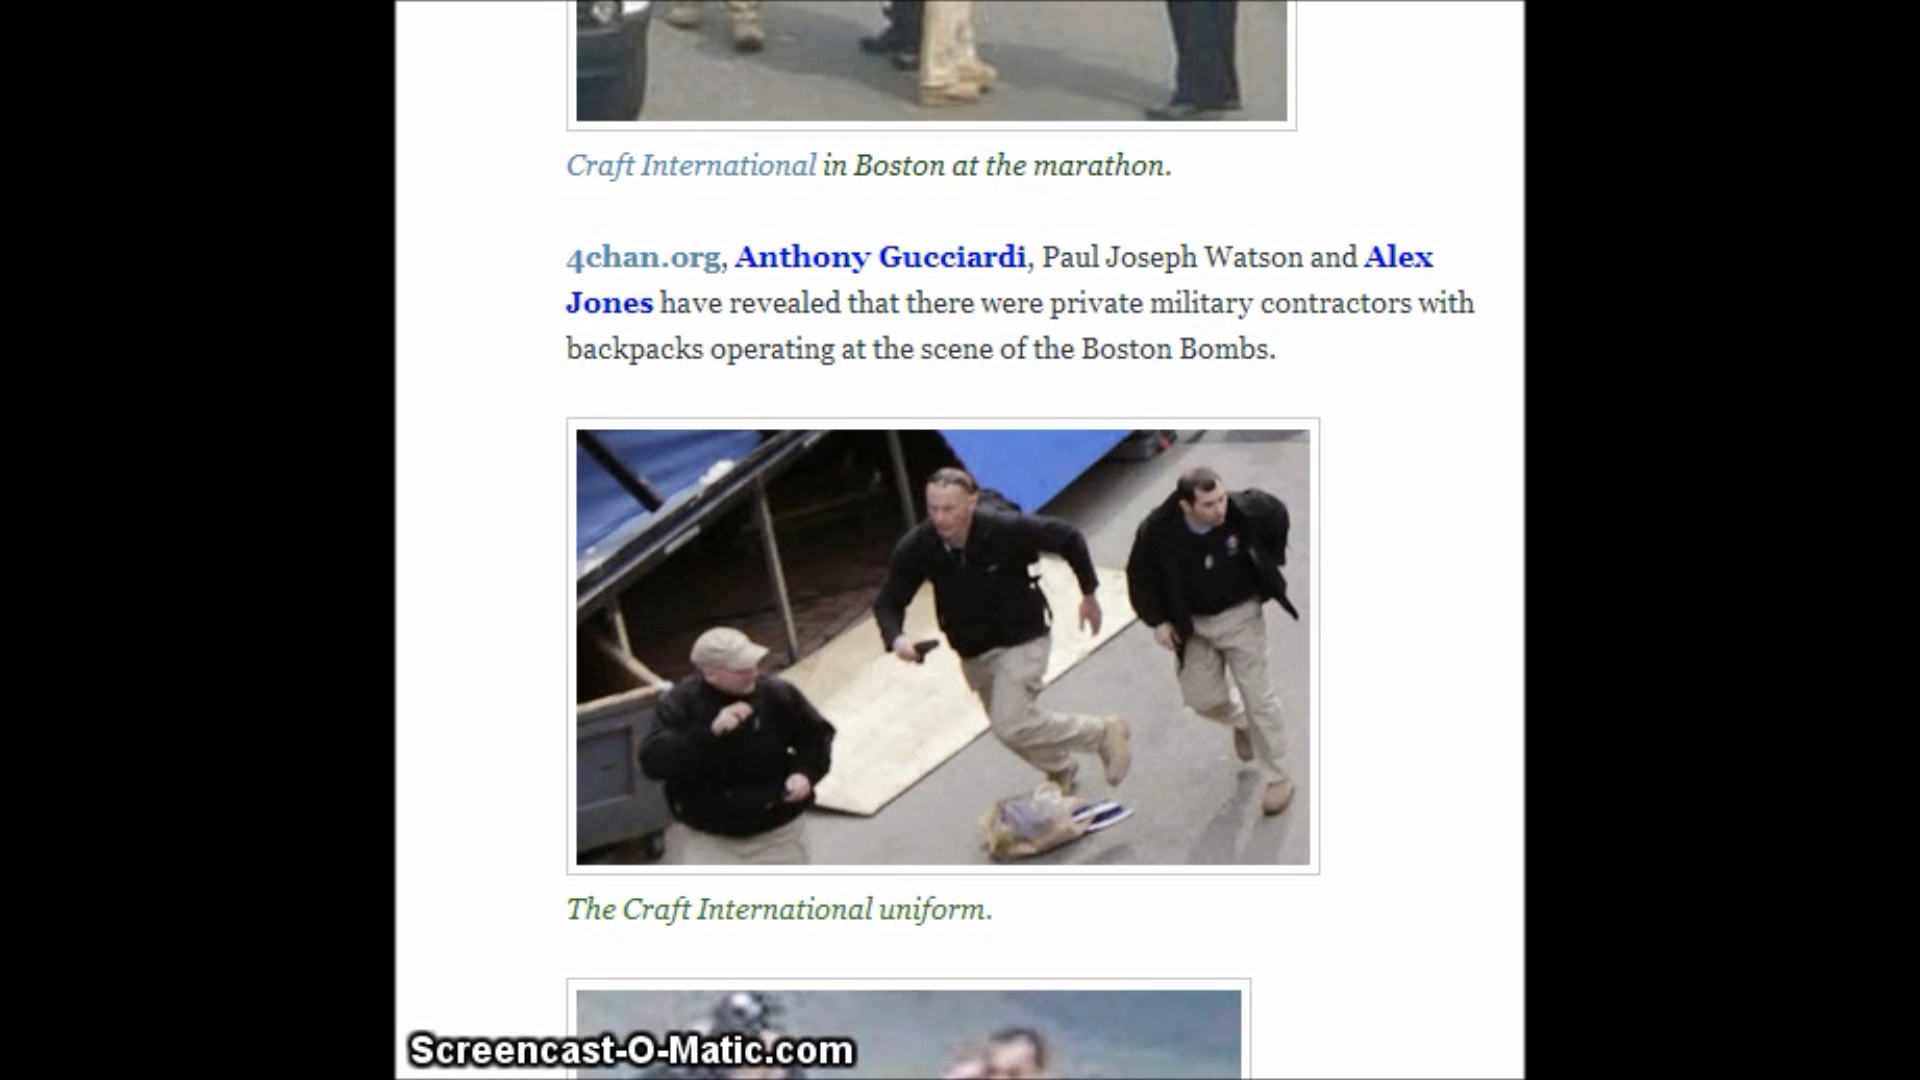 Craft International in Boston at the marathon.
4chan.org, Anthony Gucciardi, Paul Joseph Watson and Alex
Jones have revealed that there were private military contractors with
backpacks operating at the scene of the Boston Bombs.
The Craft International uniform.
Screencast-O-Matic.com